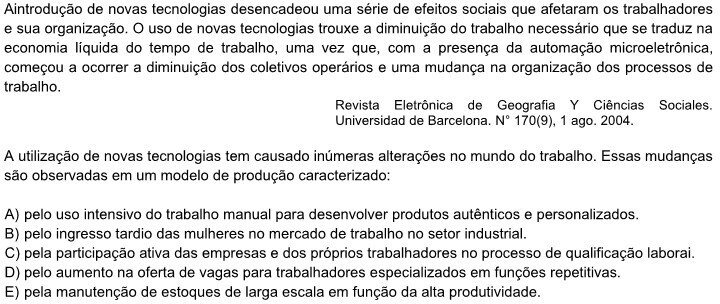 Aintrodução de novas tecnologias desencadeou uma série de efeitos sociais que afetaram os trabalhadores
e sua organização. O uso de novas tecnologias trouxe a diminuição do trabalho necessário que se traduz na
economia líquida do tempo de trabalho, uma vez que, com a presença da automação microeletrônica,
começou a ocorrer a diminuição dos coletivos operários e uma mudança na organização dos processos de
trabalho.
Revista Eletrônica de Geografia Y Ciências Sociales.
Universidad de Barcelona. N° 170(9), 1 ago. 2004.
A utilização de novas tecnologias tem causado inúmeras alterações no mundo do trabalho. Essas mudanças
são observadas em um modelo de produção caracterizado:
A) pelo uso intensivo do trabalho manual para desenvolver produtos autênticos e personalizados.
B) pelo ingresso tardio das mulheres no mercado de trabalho no setor industrial.
C) pela participação ativa das empresas e dos próprios trabalhadores no processo de qualificação laborai.
D) pelo aumento na oferta de vagas para trabalhadores especializados em funções repetitivas.
E) pela manutenção de estoques de larga escala em função da alta produtividade.